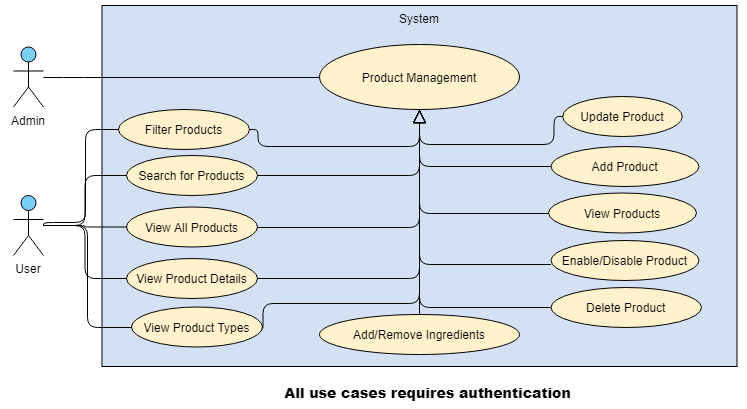 System
Product Management
Admin
Filter Products
Update Product
Search for Products
Add Product
View All Products
View Products
User
View Product Details
Enable/Disable Product
View Product Types
Delete Product
Add/Remove Ingredients
All use cases requires authentication